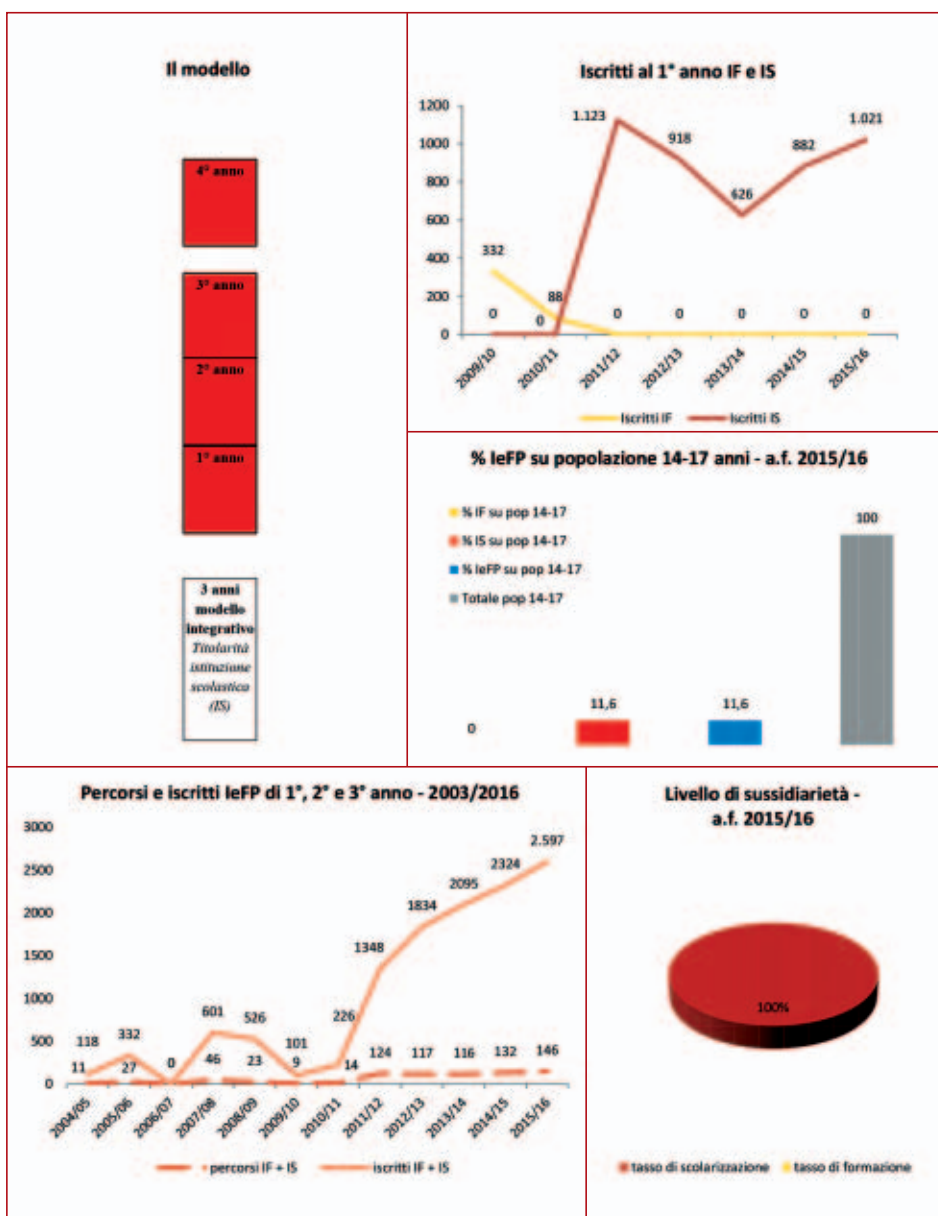 Il modello
4° anno
3° anno
2° anno
1° anno
3 anni
modello
integrativo
Titolarità
istituzione
scolastica
(IS)
Iscritti al 1° anno IF e IS
1200
1000
800
600
400
200
0
332
0
88
0
1.123
0
918
0
626
0
882
0
1.021
0
2009/10
2010/11
2011/12
2012/13
2013/14
2014/15
2015/16
Iscritti IF
Iscritti IS
% IeFP su popolazione 14-17 anni - a.f. 2015/16
% IF su pop 14-17
% IS su pop 14-17
% IeFP su pop 14-17
Totale pop 14-17
0
11,6
11,6
100
Percorsi e iscritti IeFP di 1°, 2° e 3° anno - 2003/2016
3000
2500
2000
1500
1000
500
0
118
11
332
27
0
601
46
526
23
101
9
226
14
1348
124
1834
117
2095
116
2324
132
2.597
146
2004/05
2005/06
2006/07
2007/08
2008/09
2009/10
2010/11
2011/12
2012/13
2013/14
2014/15
2015/16
percorsi IF + IS
iscritti IF + IS
Livello di sussidiarietà -
a.f. 2015/16
100%
tasso di scolarizzazione
tasso di formazione